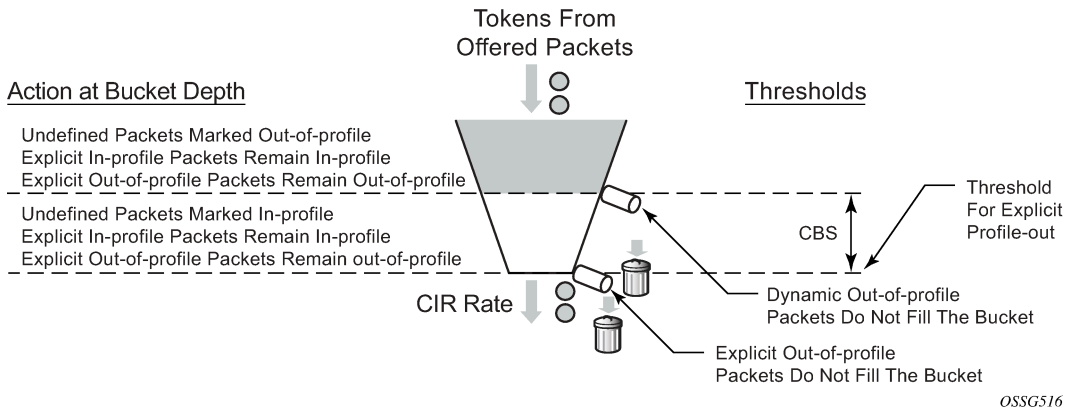 Tokens From
Offered Packets
Action at Bucket Depth
Thresholds
Undefined Packets Marked Out-of-profile
Explicit In-profile Packets Remain In-profile
Explicit Out-of-profile Packets Remain Out-of-profile
Undefined Packets Marked In-profile
Explicit In-profile Packets Remain In-profile
Explicit Out-of-profile Packets Remain out-of-profile
CBS
Threshold
For Explicit
Profile-out
CIR Rate
Dynamic Out-of-profile
Packets Do Not Fill The Bucket
Explicit Out-of-profile
Packets Do Not Fill The Bucket
OSSG516